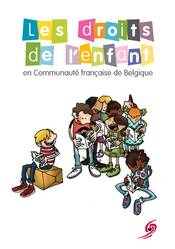 Les droits
de l'enfant
en Communauté française de Belgique